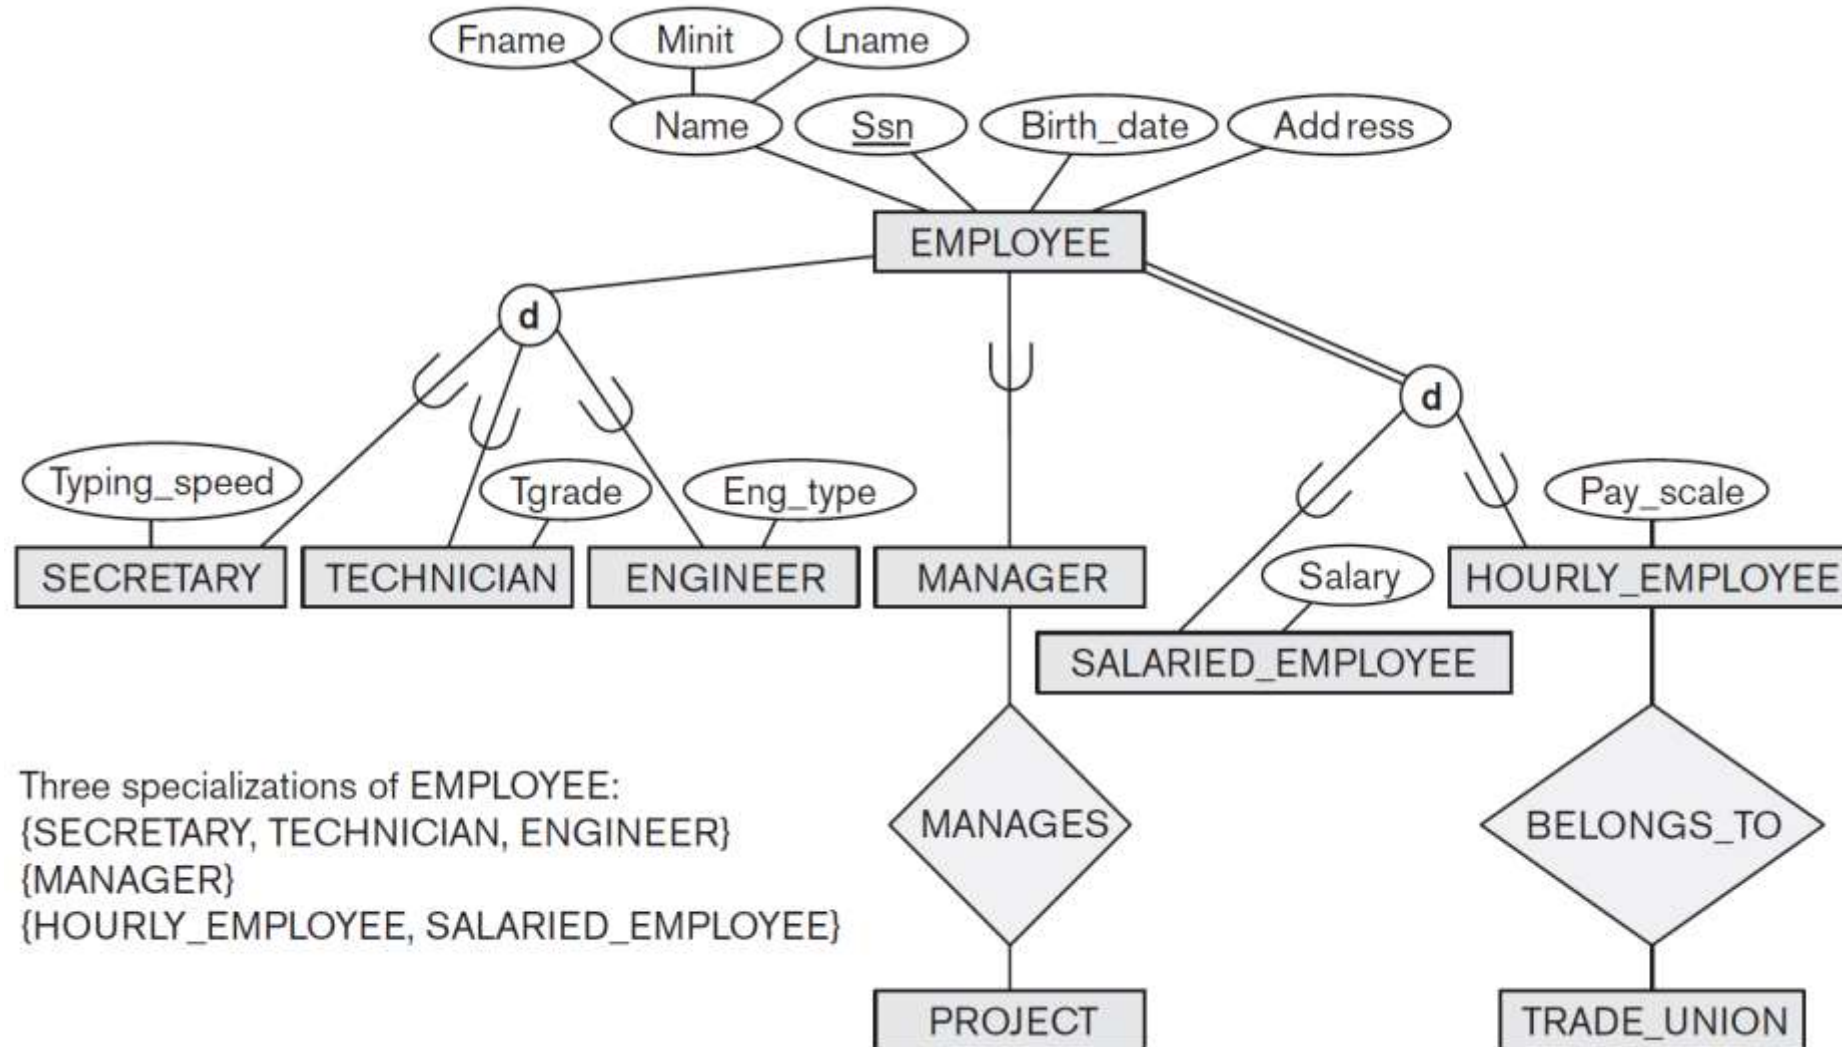 Fname Minit Lname
Name Ssn Birth_date Address
EMPLOYEE
d
d
Typing_speed Tgrade Eng_type Pay_scale
SECRETARY TECHNICIAN ENGINEER MANAGER Salary HOURLY_EMPLOYEE
SALARIED_EMPLOYEE
Three specializations of EMPLOYEE:
{SECRETARY, TECHNICIAN, ENGINEER}
{MANAGER}
{HOURLY_EMPLOYEE, SALARIED_EMPLOYEE}
MANAGES BELONGS_TO
PROJECT TRADE_UNION